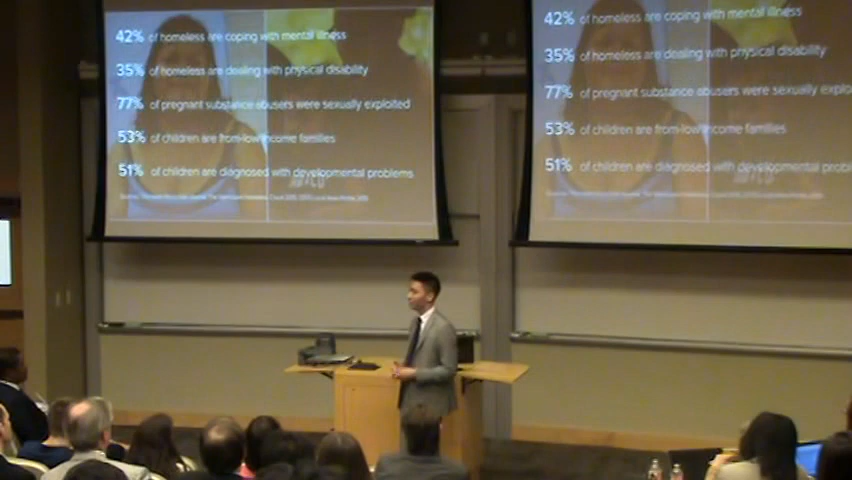 42% of homeless are coping with mental illness
35% of homeless are dealing with physical disability
77% of pregnant substance abusers were sexually exploited
53% of children are from low income families
51% of children are diagnosed with developmental problems
42% of homeless are coping with mental illness
35% of homeless are dealing with physical disability
77% of pregnant substance abusers were sexually explo
53% of children are from low income families
51% of children are diagnosed with developmental probl